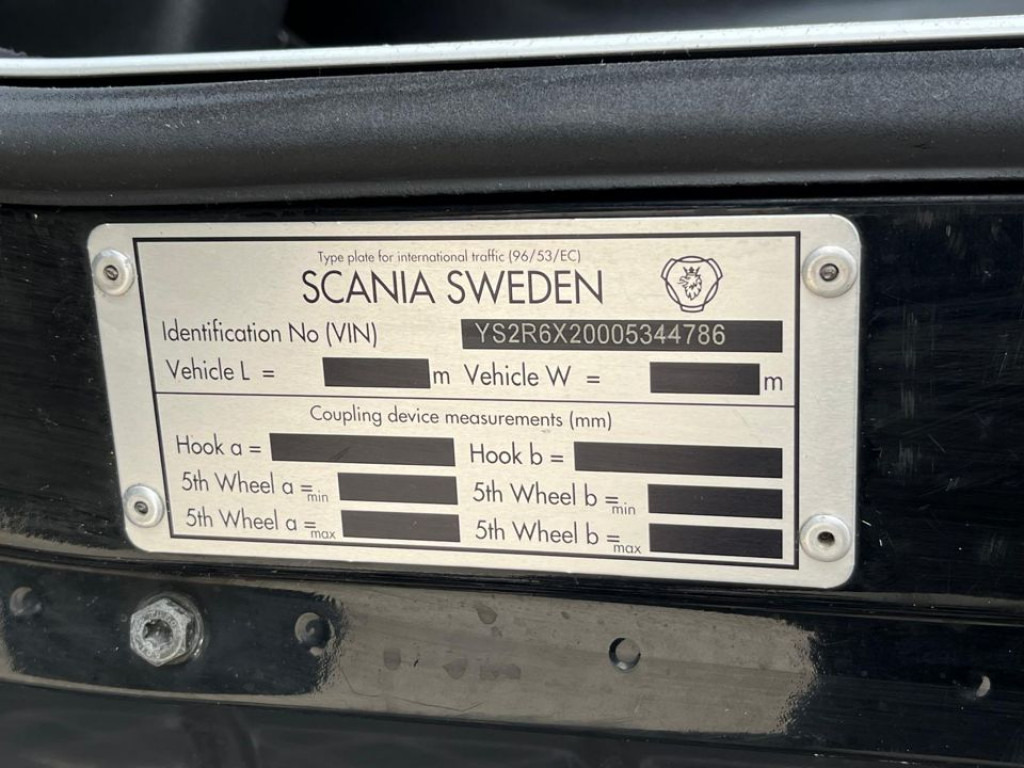 Type plate for international traffic (96/53/EC)
SCANIA SWEDEN
Identification No (VIN) YS2R6X20005344786
Vehicle L = m Vehicle W = m
Coupling device measurements (mm)
Hook a = Hook b =
5th Wheel a =min 5th Wheel b =min
5th Wheel a =max 5th Wheel b =max